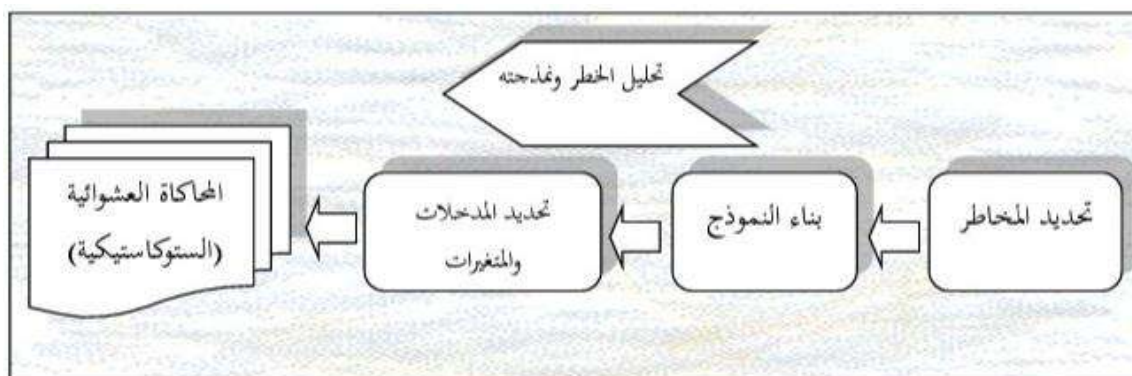 تحليل الخطر ونمذجته
تحديد المخاطر
بناء النموذج
تحديد المدخلات
والمتغيرات
المحاكاة العشوائية
(الستوكاستيكية)